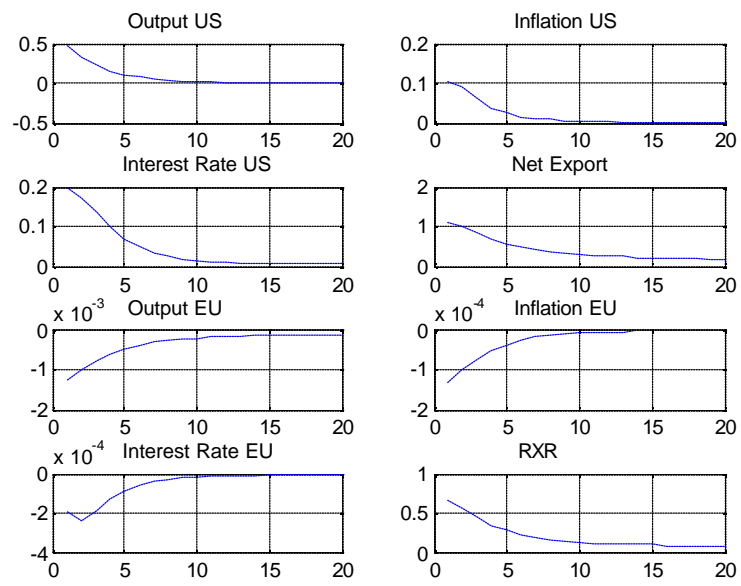 Output US
0.5
0
-0.5
0 5 10 15 20
Inflation US
0.2
0.1
0
0 5 10 15 20
Interest Rate US
0.2
0.1
0
0 5 10 15 20
Net Export
2
1
0
0 5 10 15 20
x 10^-3
Output EU
0
-1
-2
0 5 10 15 20
x 10^-4
Inflation EU
0
-1
-2
0 5 10 15 20
x 10^-4
Interest Rate EU
0
-2
-4
0 5 10 15 20
RXR
1
0.5
0
0 5 10 15 20